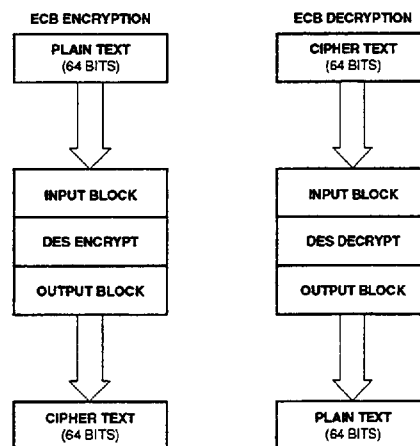 ECB ENCRYPTION
PLAIN TEXT
(64 BITS)
INPUT BLOCK
DES ENCRYPT
OUTPUT BLOCK
CIPHER TEXT
(64 BITS)
ECB DECRYPTION
CIPHER TEXT
(64 BITS)
INPUT BLOCK
DES DECRYPT
OUTPUT BLOCK
PLAIN TEXT
(64 BITS)